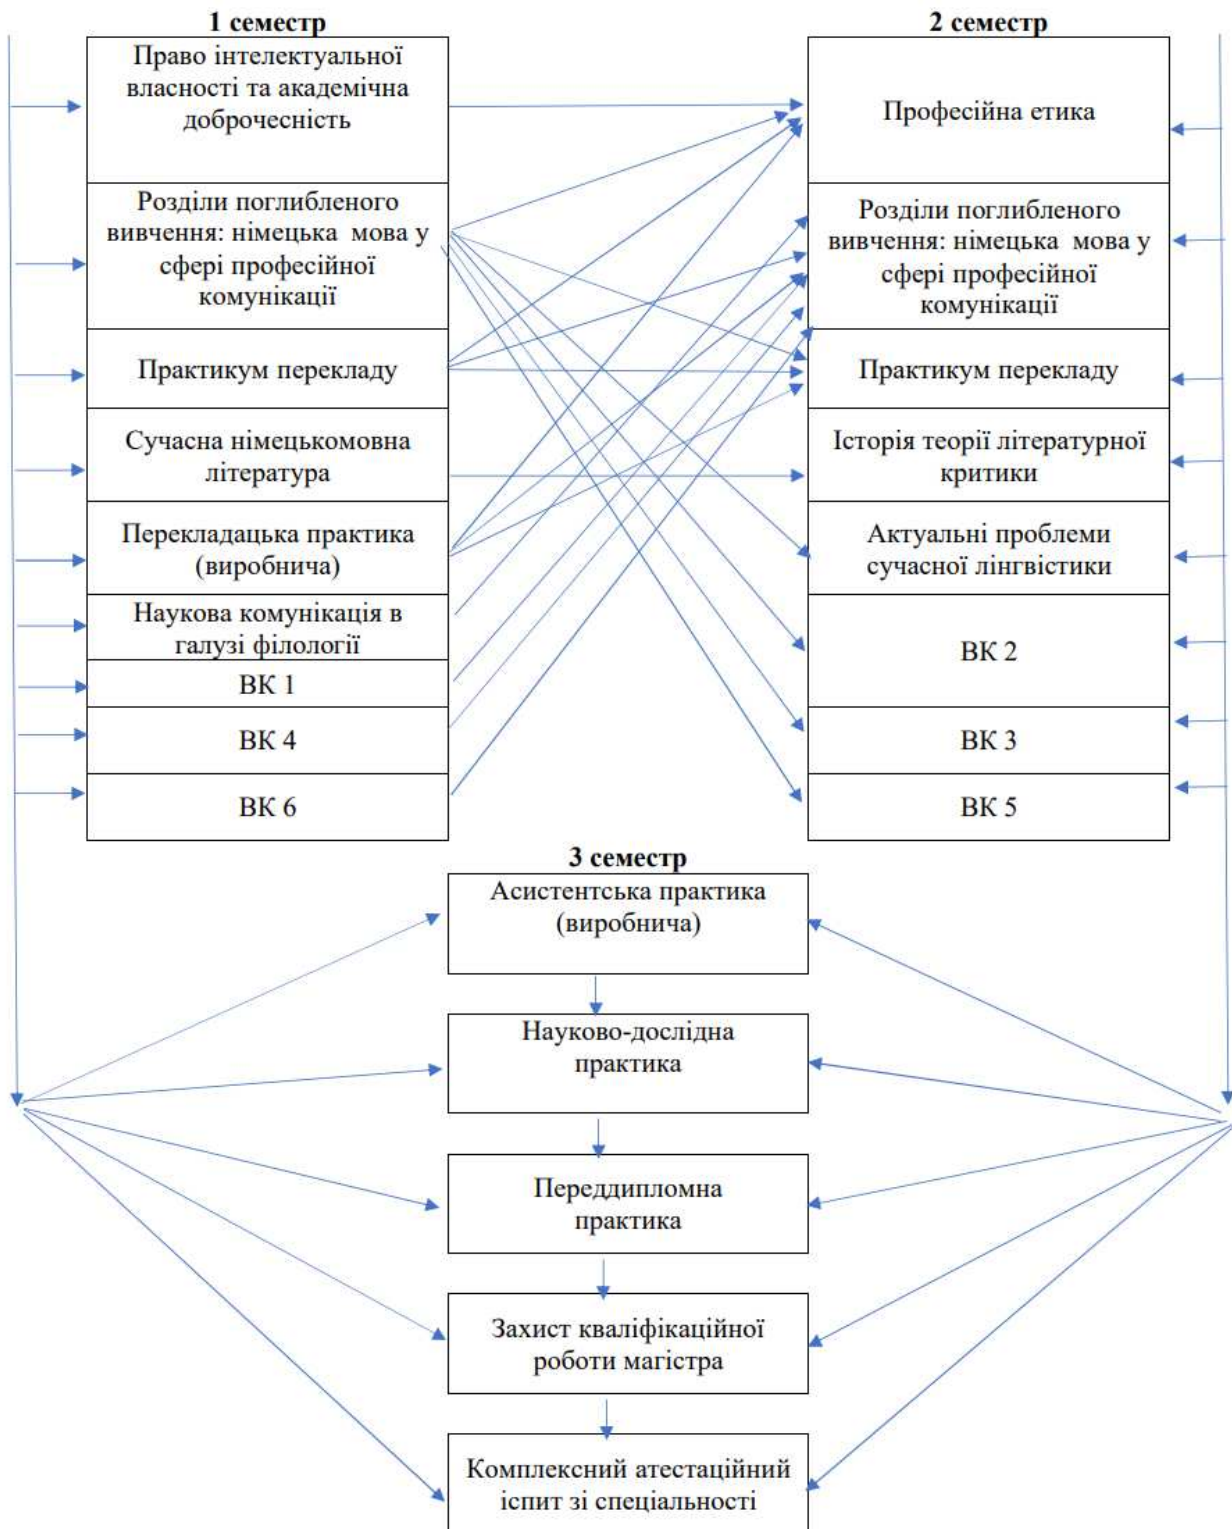 1 семестр
Право інтелектуальної
власності та академічна
доброчесність
Розділи поглибленого
вивчення: німецька мова у
сфері професійної
комунікації
Практикум перекладу
Сучасна німецькомовна
література
Перекладацька практика
(виробнича)
Наукова комунікація в
галузі філології
ВК 1
ВК 4
ВК 6
2 семестр
Професійна етика
Розділи поглибленого
вивчення: німецька мова у
сфері професійної
комунікації
Практикум перекладу
Історія теорії літературної
критики
Актуальні проблеми
сучасної лінгвістики
ВК 2
ВК 3
ВК 5
3 семестр
Асистентська практика
(виробнича)
Науково-дослідна
практика
Переддипломна
практика
Захист кваліфікаційної
роботи магістра
Комплексний атестаційний
іспит зі спеціальності